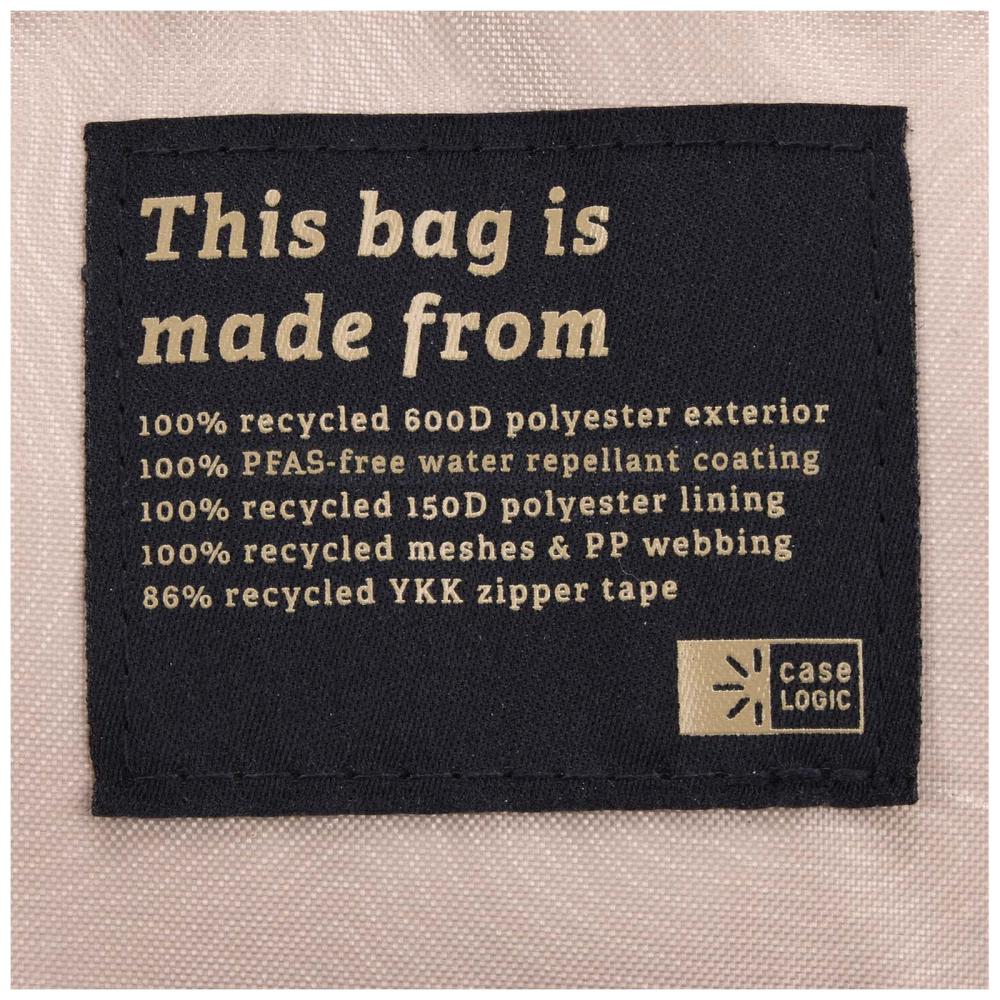 This bag is
made from
100% recycled 600D polyester exterior
100% PFAS-free water repellant coating
100% recycled 150D polyester lining
100% recycled meshes & PP webbing
86% recycled YKK zipper tape
case
LOGIC